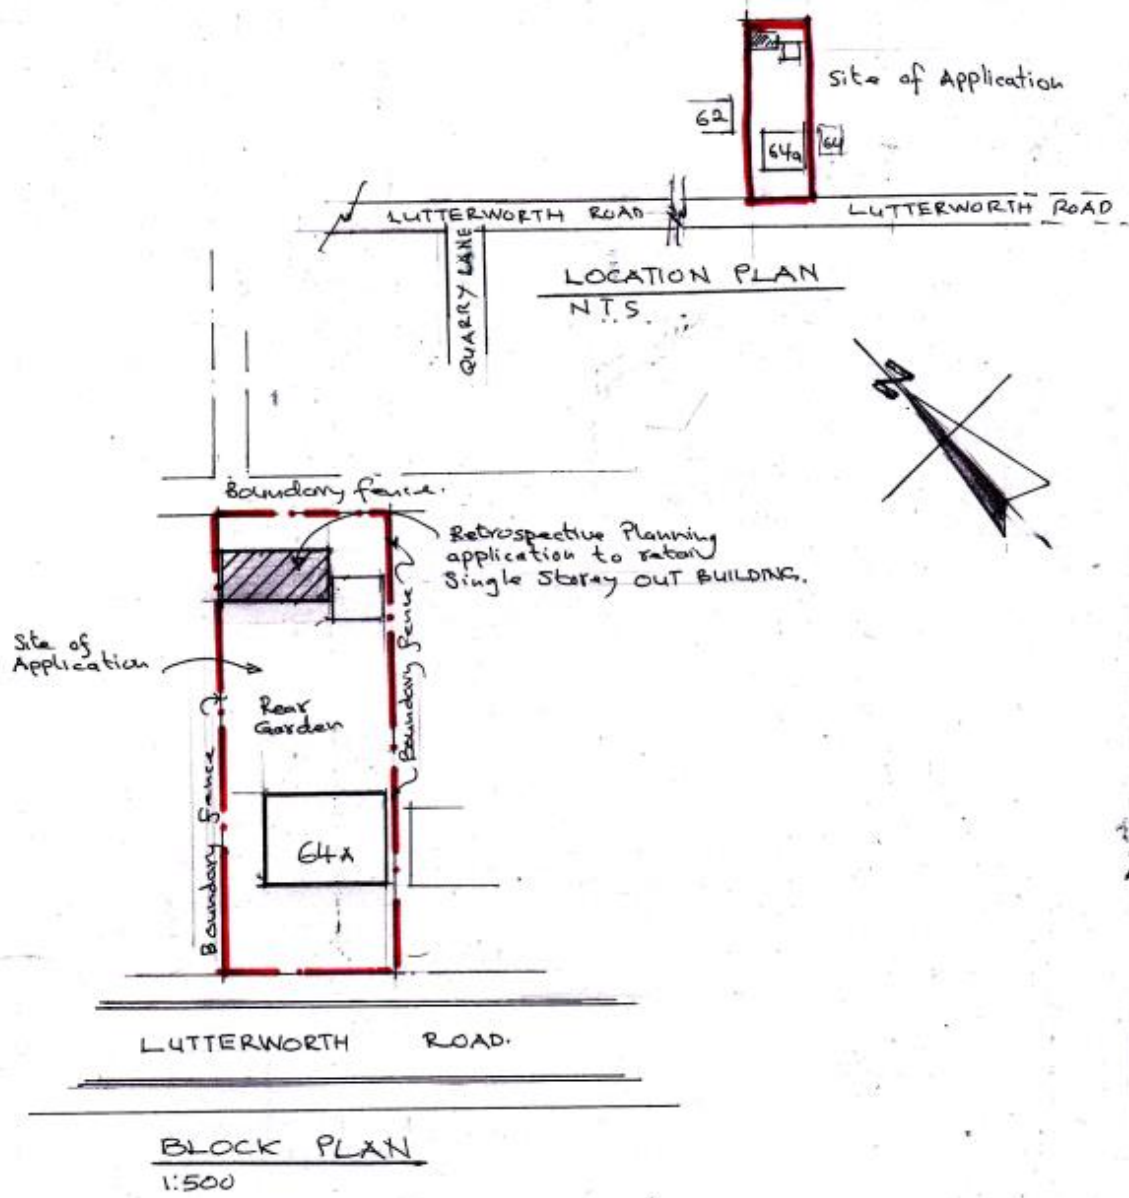 Site of Application
62
64a
64
LUTTERWORTH ROAD
LUTTERWORTH ROAD
QUARRY LANE
LOCATION PLAN
N.T.S.
N
Boundary fence.
Retrospective Planning
application to retain
Single Storey OUT BUILDING.
Site of
Application
Rear
Garden
Boundary fence
Boundary fence
64A
LUTTERWORTH ROAD.
BLOCK PLAN
1:500